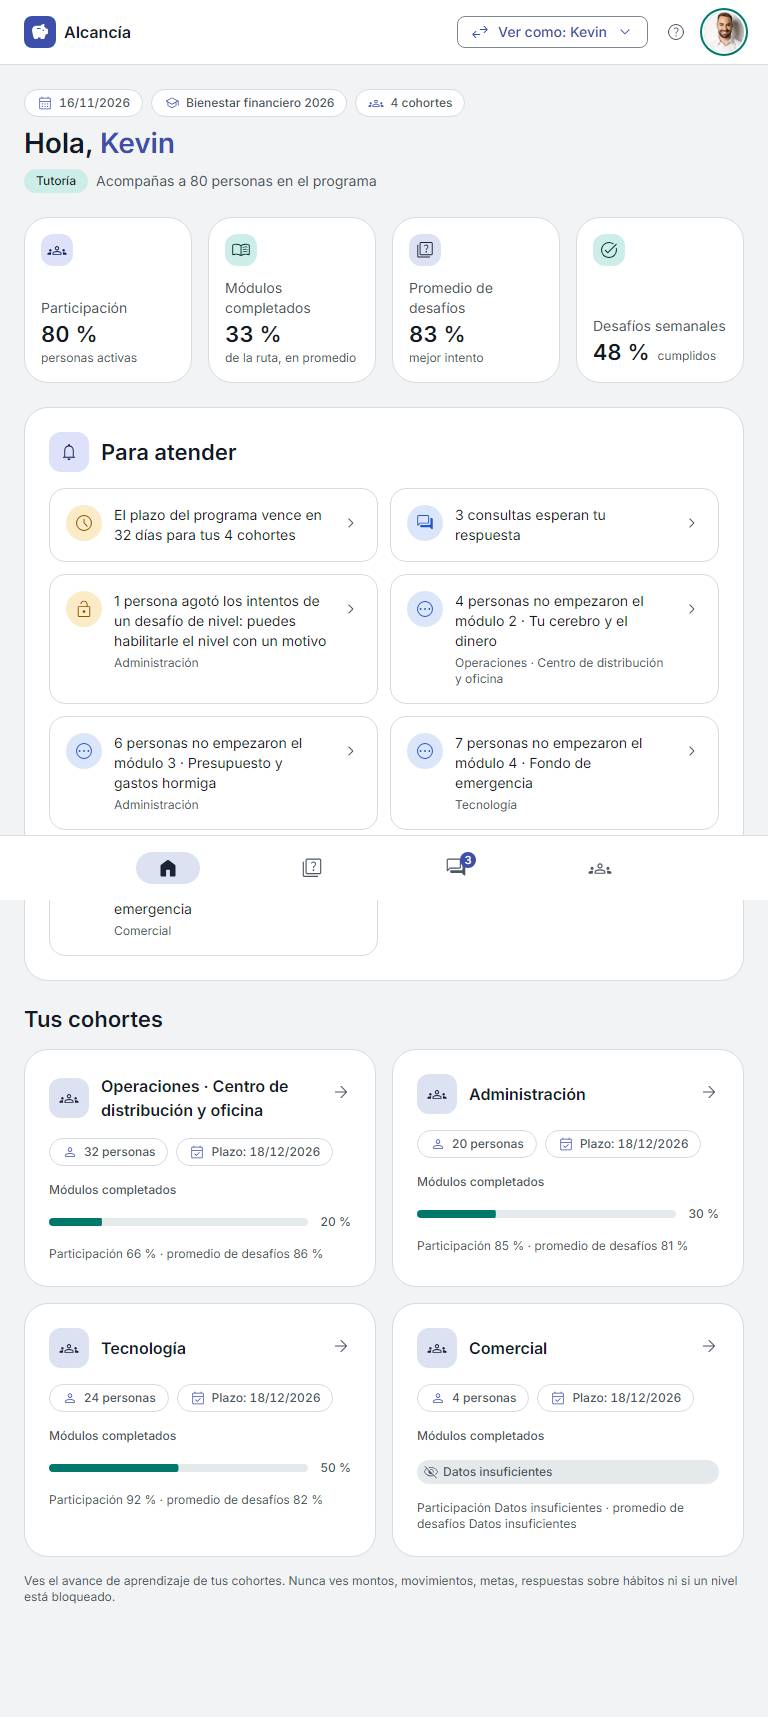 Alcancía
Ver como: Kevin
16/11/2026
Bienestar financiero 2026
4 cohortes
Hola, Kevin
Tutoría
Acompañas a 80 personas en el programa
Participación
80 %
personas activas
Módulos
completados
33 %
de la ruta, en promedio
Promedio de
desafíos
83 %
mejor intento
Desafíos semanales
48 % cumplidos
Para atender
El plazo del programa vence en
32 días para tus 4 cohortes
3 consultas esperan tu
respuesta
1 persona agotó los intentos de
un desafío de nivel: puedes
habilitarle el nivel con un motivo
Administración
4 personas no empezaron el
módulo 2 · Tu cerebro y el
dinero
Operaciones · Centro de distribución
y oficina
6 personas no empezaron el
módulo 3 · Presupuesto y
gastos hormiga
Administración
7 personas no empezaron el
módulo 4 · Fondo de
emergencia
Tecnología
3
emergencia
Comercial
Tus cohortes
Operaciones · Centro de
distribución y oficina
32 personas
Plazo: 18/12/2026
Módulos completados
20 %
Participación 66 % · promedio de desafíos 86 %
Administración
20 personas
Plazo: 18/12/2026
Módulos completados
30 %
Participación 85 % · promedio de desafíos 81 %
Tecnología
24 personas
Plazo: 18/12/2026
Módulos completados
50 %
Participación 92 % · promedio de desafíos 82 %
Comercial
4 personas
Plazo: 18/12/2026
Módulos completados
Datos insuficientes
Participación Datos insuficientes · promedio de
desafíos Datos insuficientes
Ves el avance de aprendizaje de tus cohortes. Nunca ves montos, movimientos, metas, respuestas sobre hábitos ni si un nivel
está bloqueado.